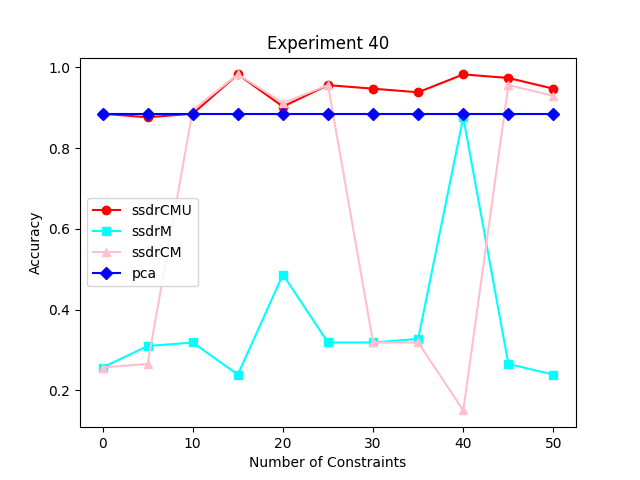 Experiment 40
Accuracy
1.0
0.8
0.6
0.4
0.2
ssdrCMU
ssdrM
ssdrCM
pca
0 10 20 30 40 50
Number of Constraints